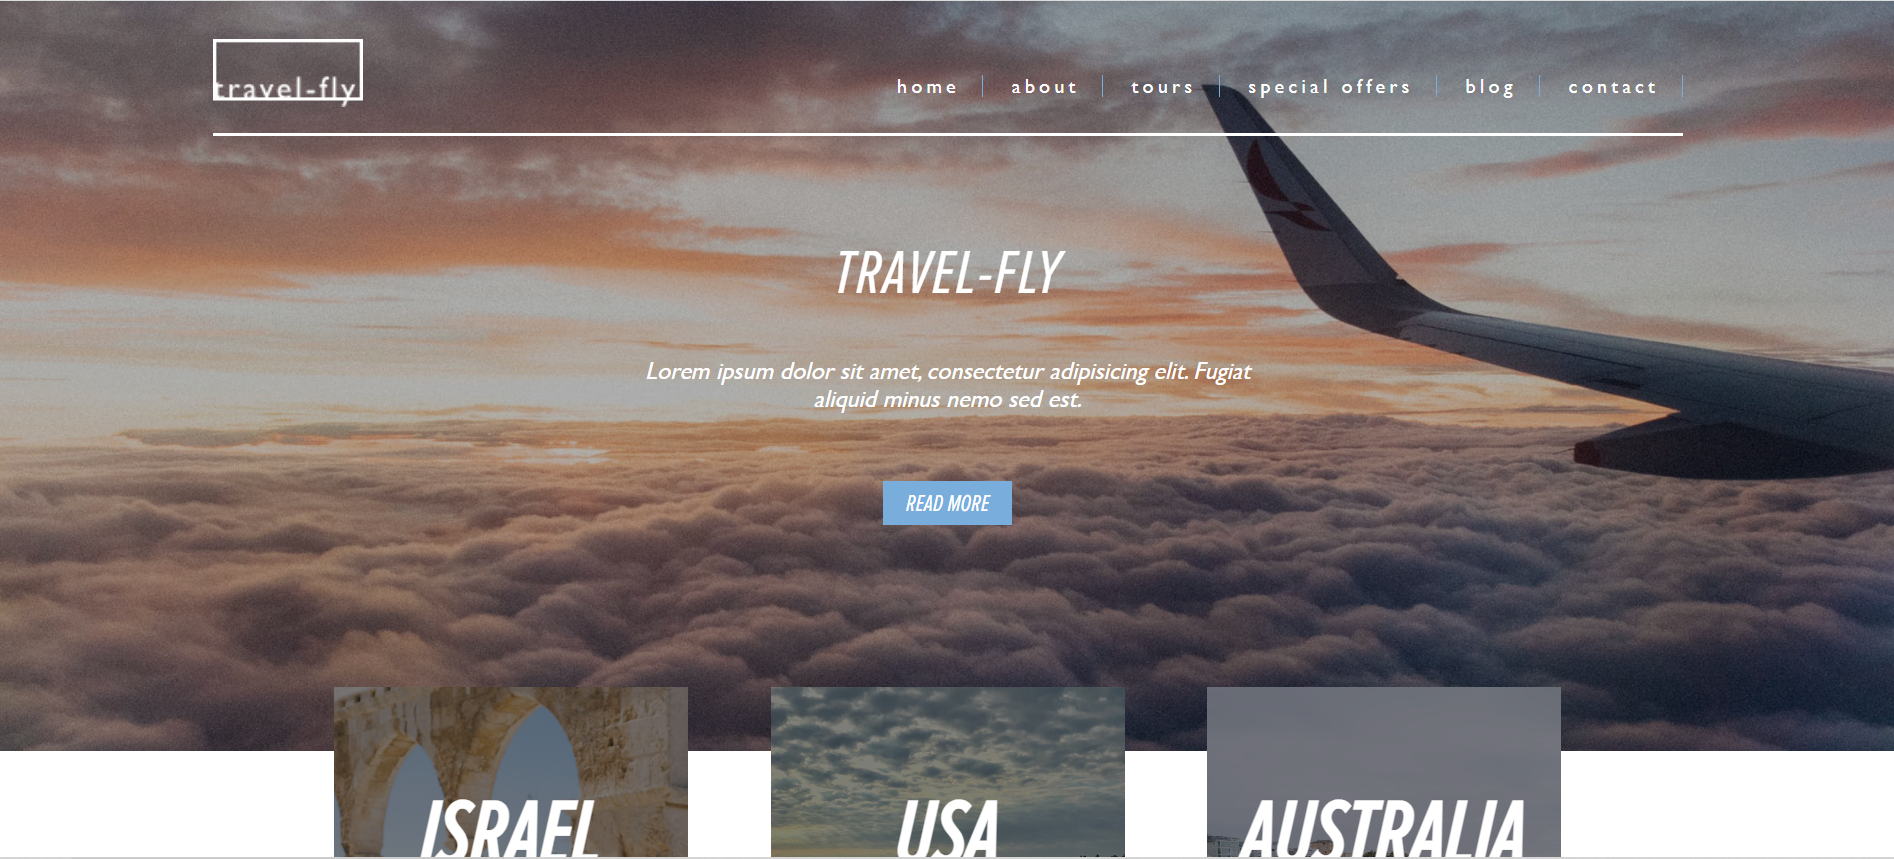 travel-fly
home about tours special offers blog contact
TRAVEL-FLY
Lorem ipsum dolor sit amet, consectetur adipisicing elit. Fugiat
aliquid minus nemo sed est.
READ MORE
ISRAEL USA AUSTRALIA